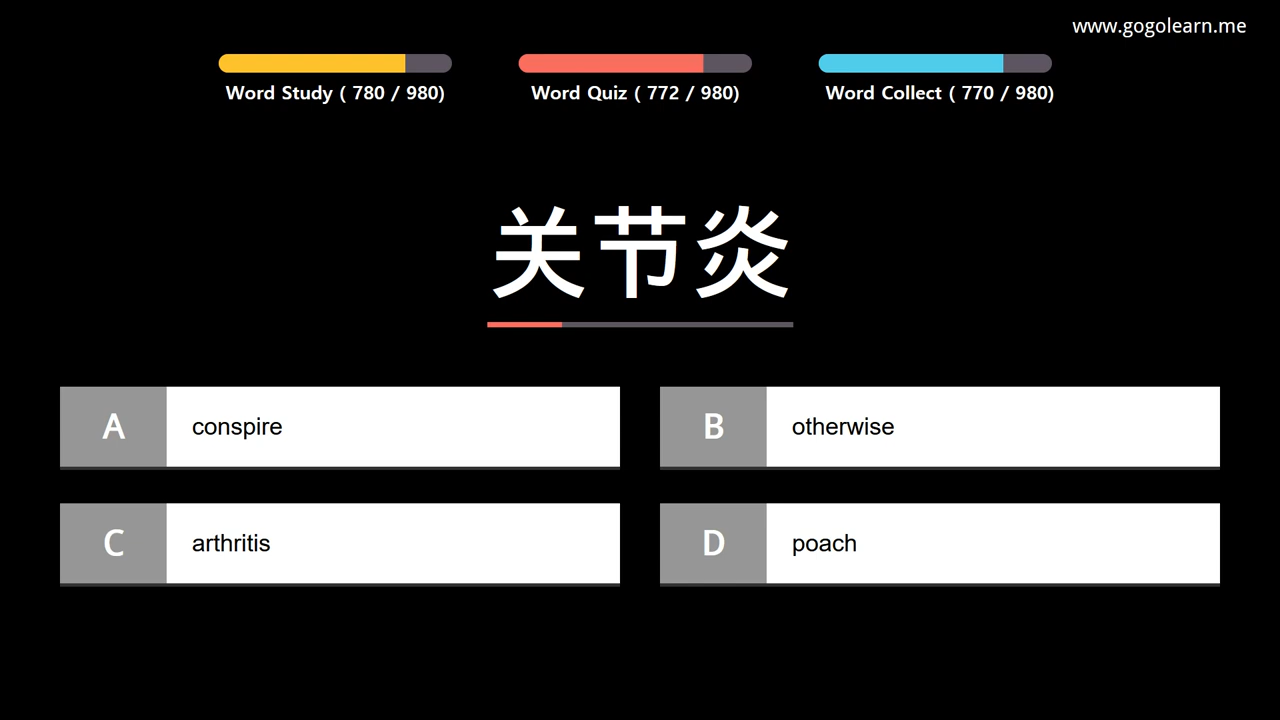 www.gogolearn.me
Word Study ( 780 / 980)
Word Quiz ( 772 / 980)
Word Collect ( 770 / 980)
关节炎
A conspire
B otherwise
C arthritis
D poach